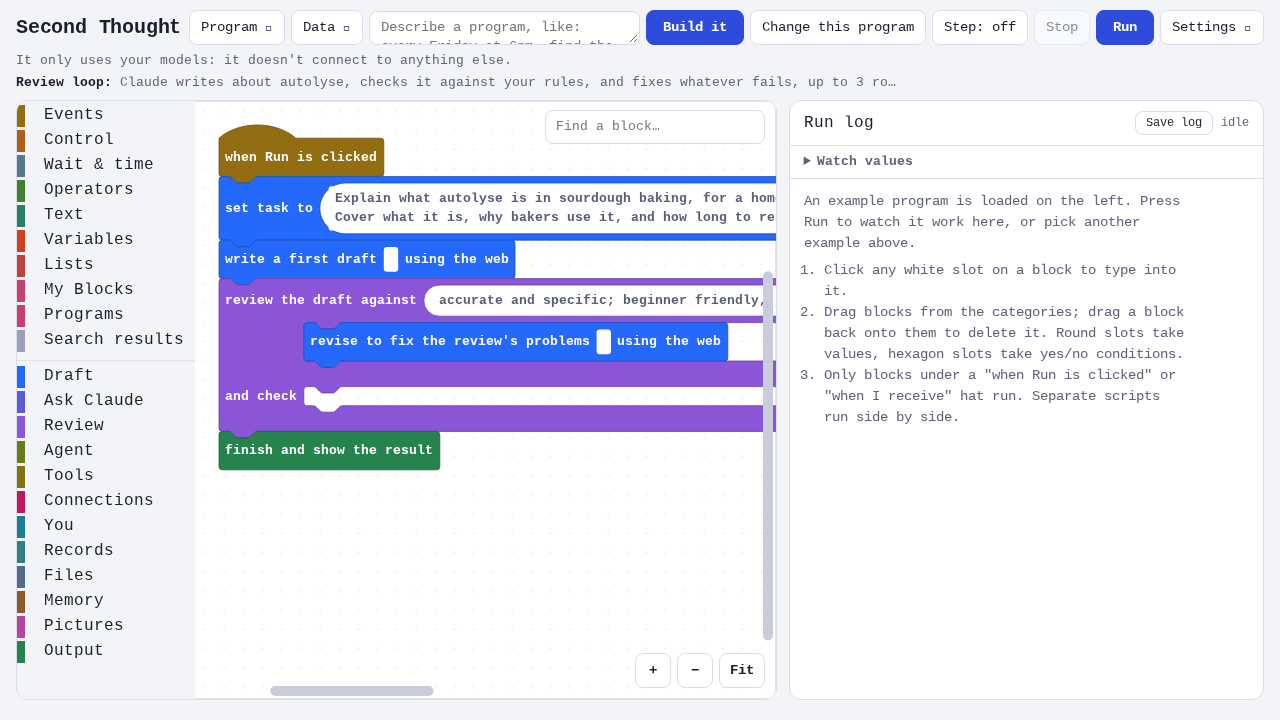 Second Thought
Program
Data
Describe a program, like:
Build it
Change this program
Step: off
Stop
Run
Settings
It only uses your models: it doesn't connect to anything else.
Review loop: Claude writes about autolyse, checks it against your rules, and fixes whatever fails, up to 3 ro…
Events
Control
Wait & time
Operators
Text
Variables
Lists
My Blocks
Programs
Search results
Draft
Ask Claude
Review
Agent
Tools
Connections
You
Records
Files
Memory
Pictures
Output
Find a block…
when Run is clicked
set task to
Explain what autolyse is in sourdough baking, for a hom
Cover what it is, why bakers use it, and how long to re
write a first draft using the web
review the draft against accurate and specific; beginner friendly,
revise to fix the review's problems using the web
and check
finish and show the result
+
−
Fit
Run log
Save log
idle
Watch values
An example program is loaded on the left. Press
Run to watch it work here, or pick another
example above.
1. Click any white slot on a block to type into
it.
2. Drag blocks from the categories; drag a block
back onto them to delete it. Round slots take
values, hexagon slots take yes/no conditions.
3. Only blocks under a "when Run is clicked" or
"when I receive" hat run. Separate scripts
run side by side.